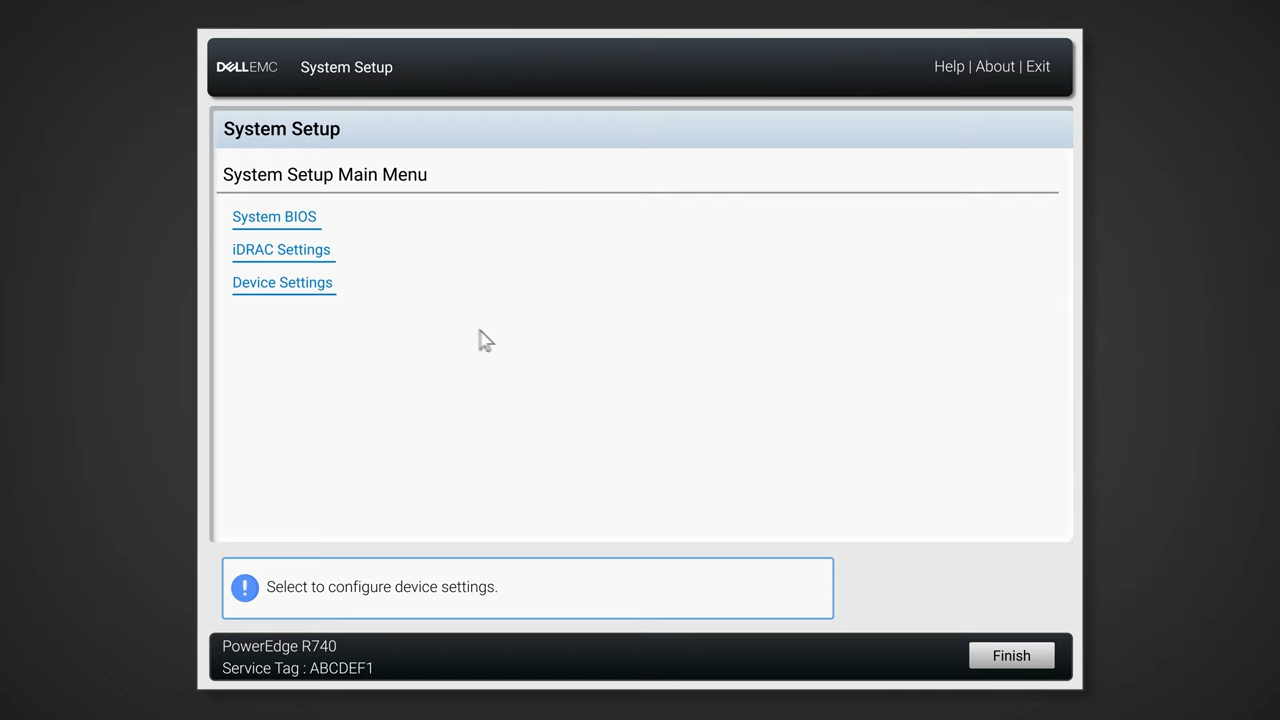 DELLEMC System Setup Help | About | Exit
System Setup
System Setup Main Menu
System BIOS
iDRAC Settings
Device Settings
Select to configure device settings.
PowerEdge R740
Service Tag : ABCDEF1
Finish